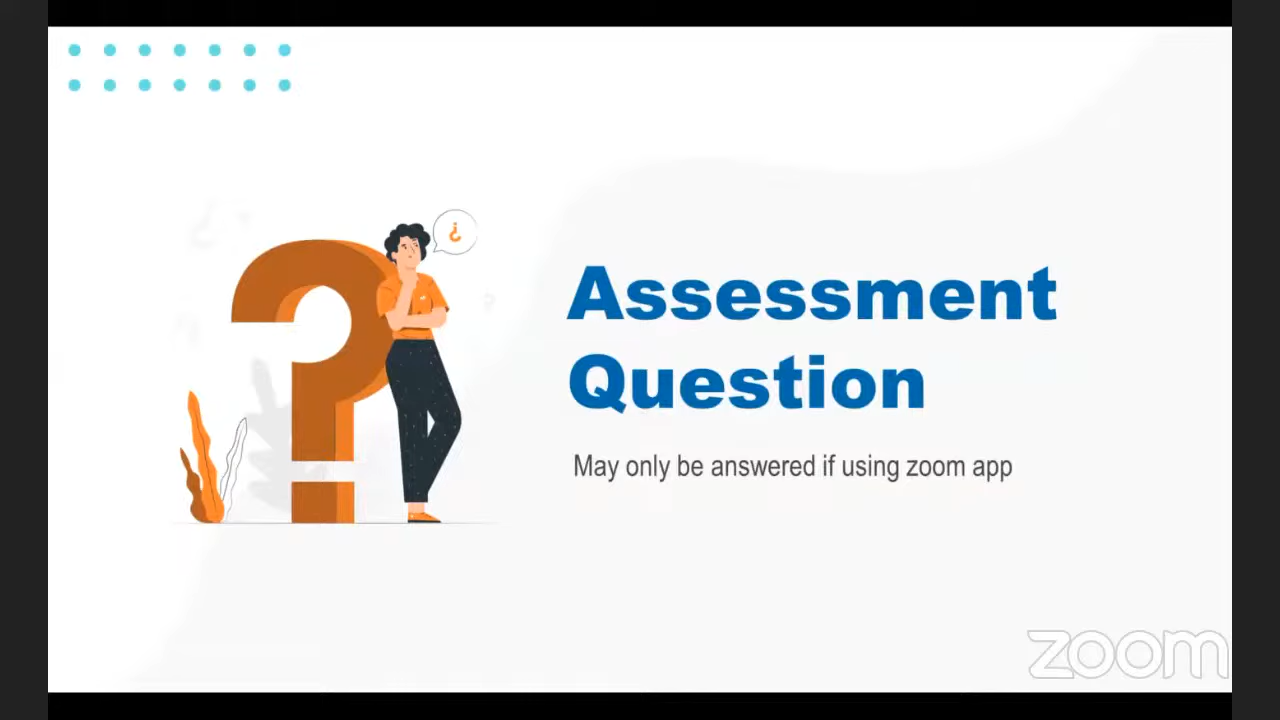 ¿
Assessment
Question
May only be answered if using zoom app
zoom